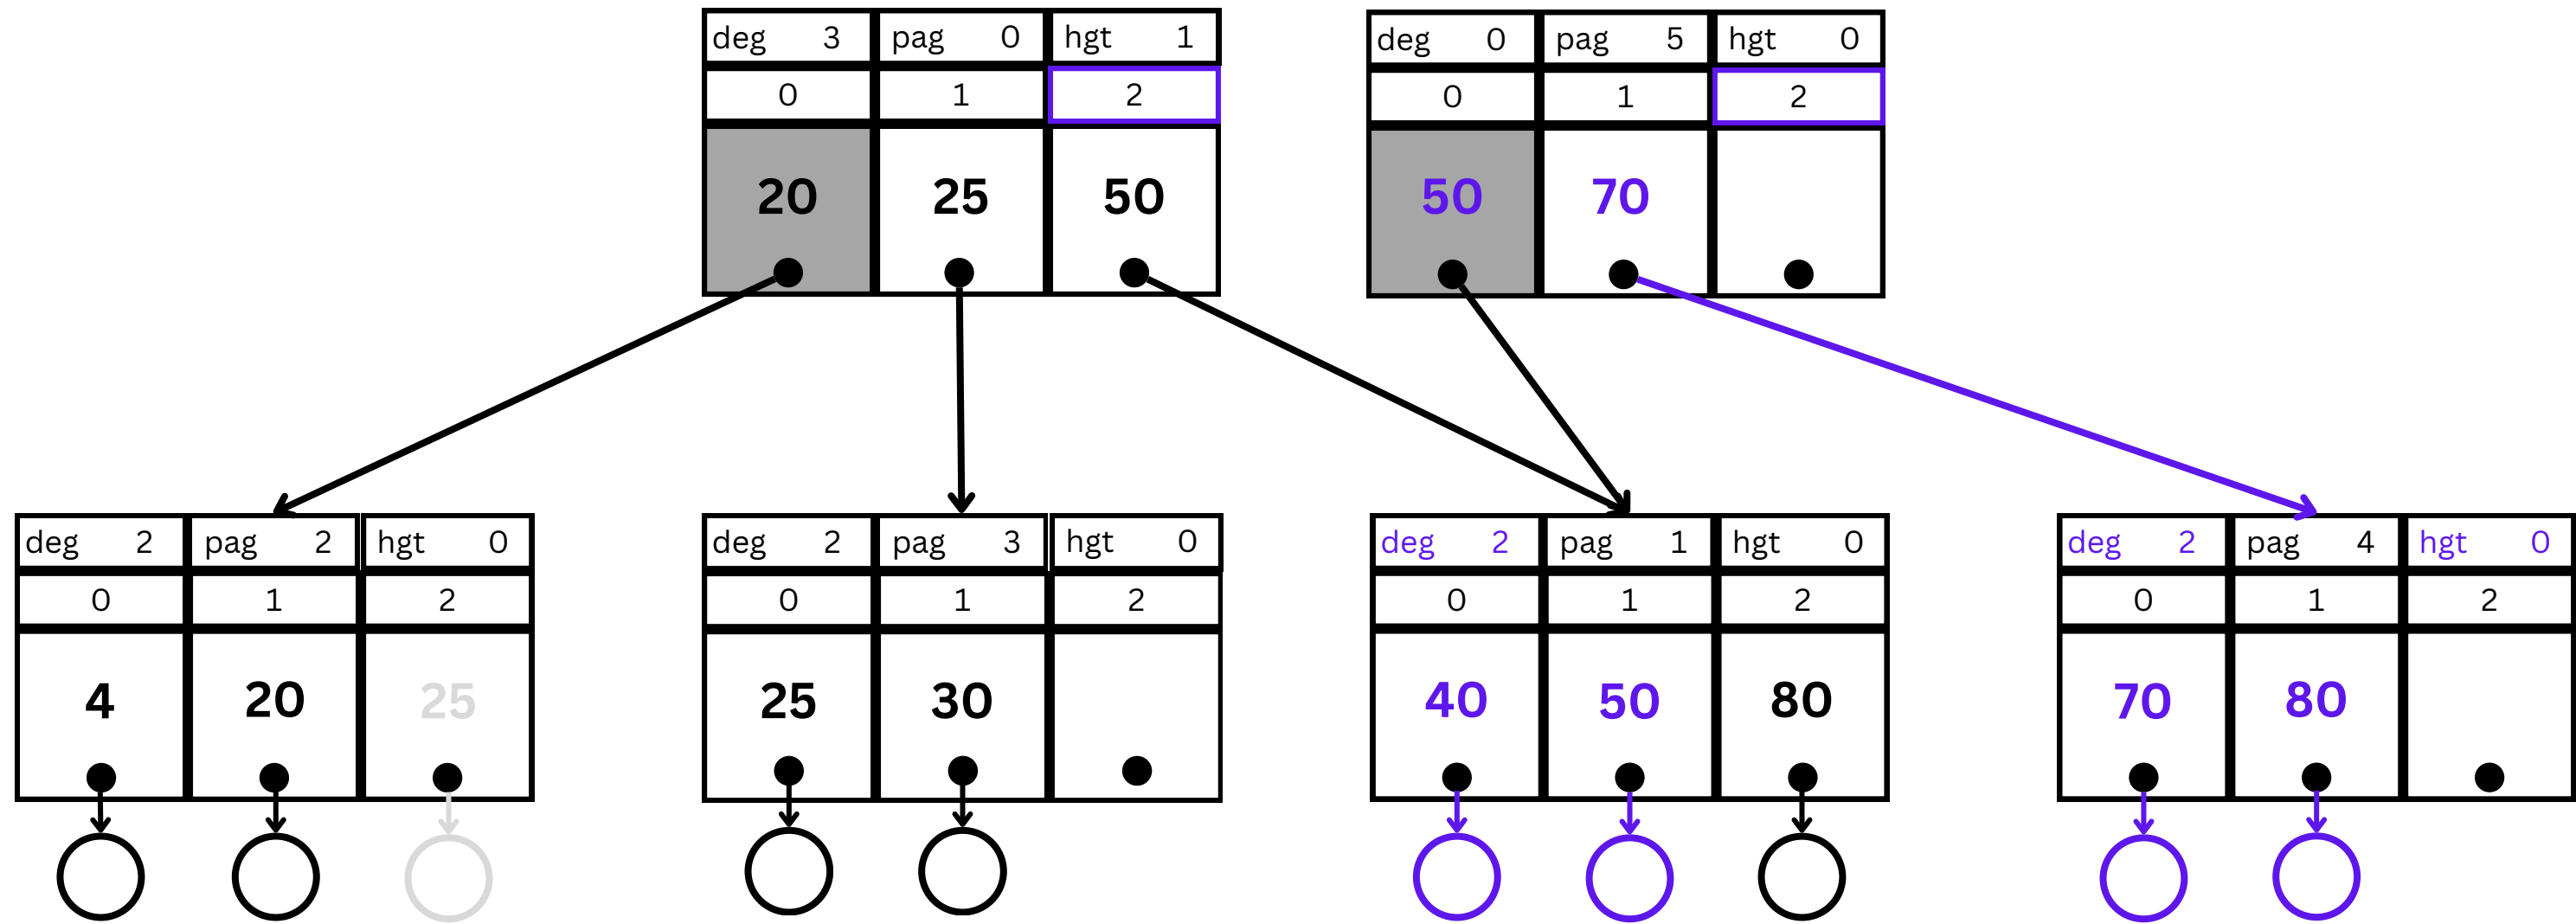 deg 3 pag 0 hgt 1
0 1 2
20 25 50
deg 0 pag 5 hgt 0
0 1 2
50 70
deg 2 pag 2 hgt 0
0 1 2
4 20 25
deg 2 pag 3 hgt 0
0 1 2
25 30
deg 2 pag 1 hgt 0
0 1 2
40 50 80
deg 2 pag 4 hgt 0
0 1 2
70 80